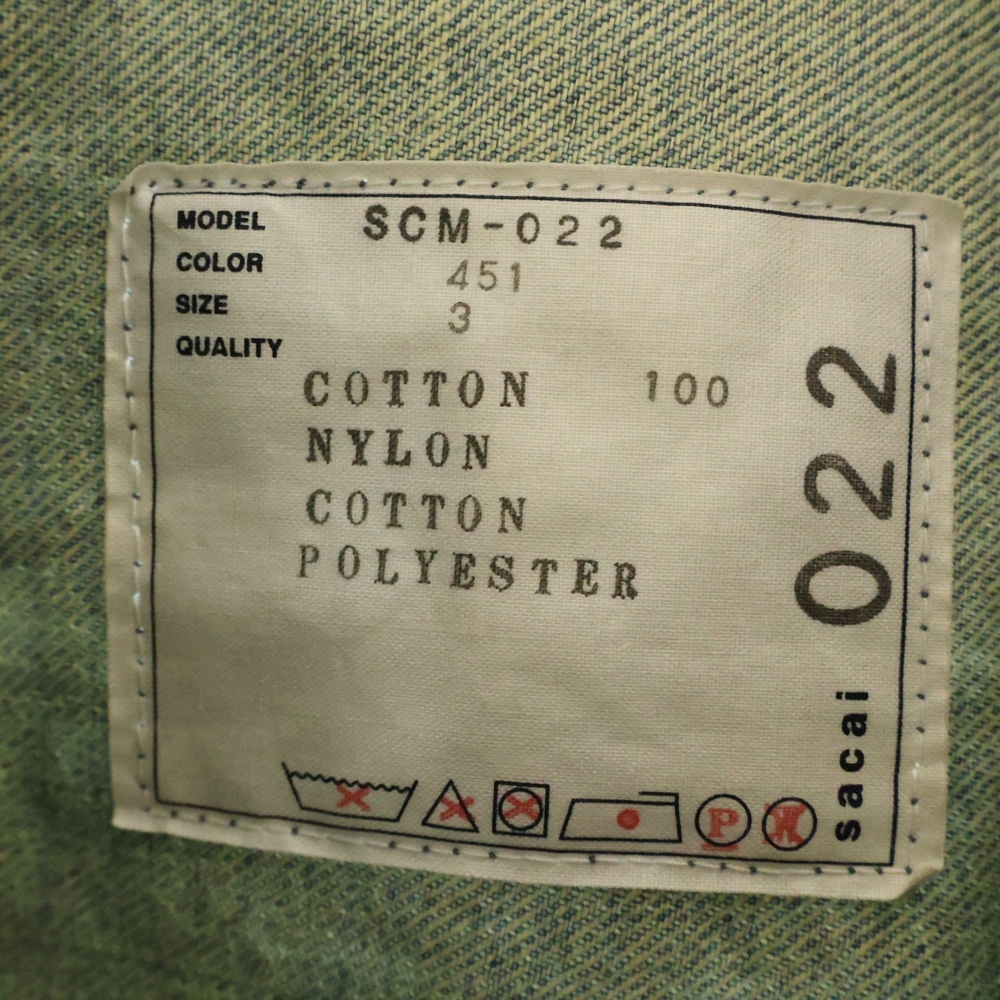 MODEL SCM-022
COLOR 451
SIZE 3
QUALITY
COTTON 100
NYLON
COTTON
POLYESTER
P
sacai 022